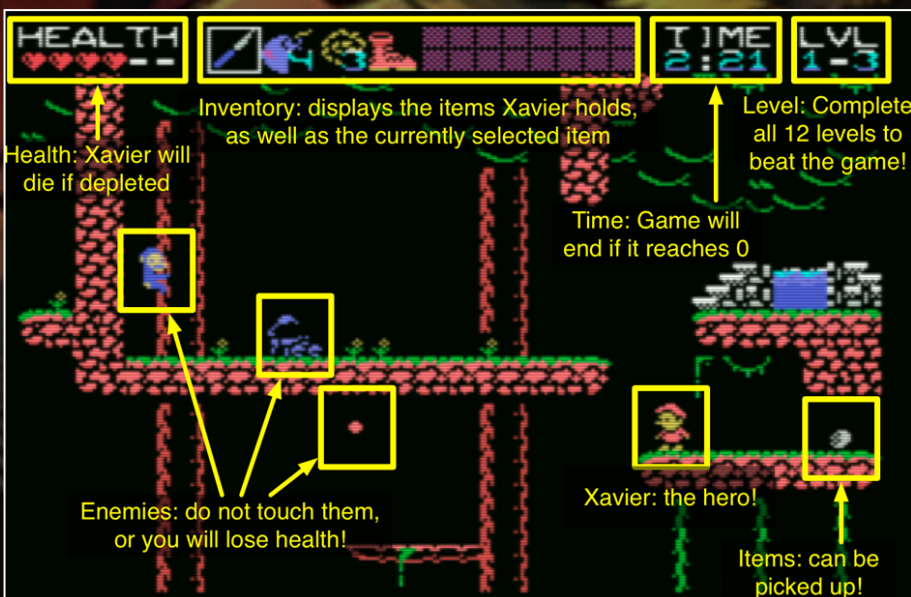 HEALTH
4
3
TIME
2:21
LVL
1-3
Inventory: displays the items Xavier holds,
as well as the currently selected item
Level: Complete
all 12 levels to
beat the game!
Health: Xavier will
die if depleted
Time: Game will
end if it reaches 0
Enemies: do not touch them,
or you will lose health!
Xavier: the hero!
Items: can be
picked up!